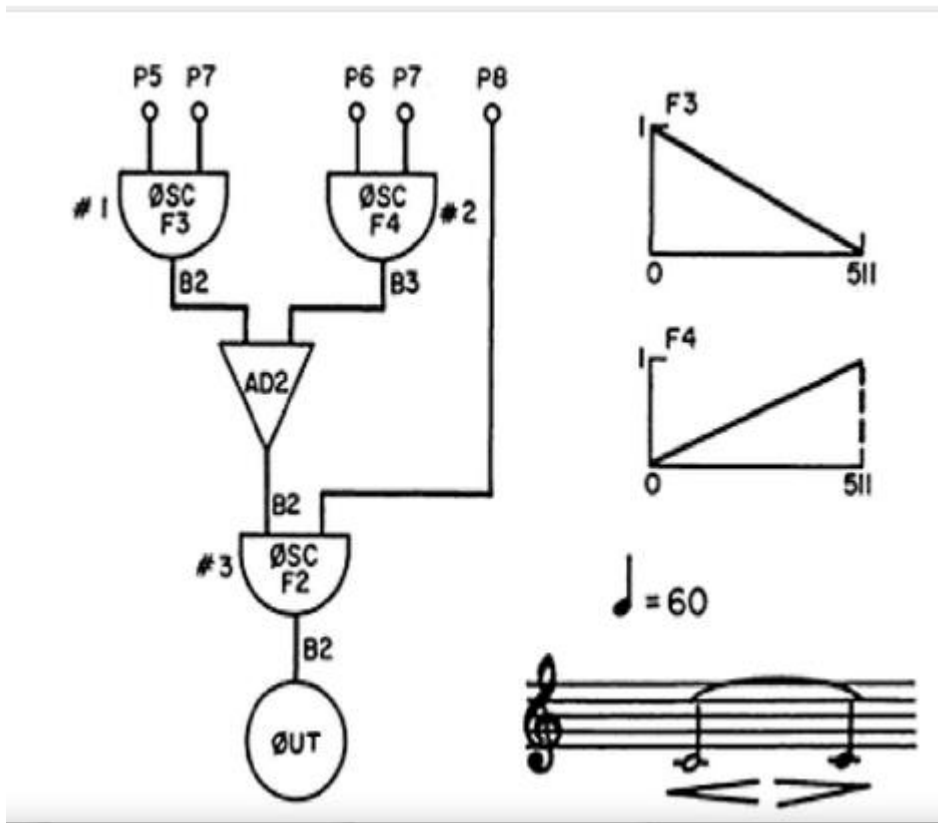 P5 P7 P6 P7 P8
#1 ØSC F3
ØSC F4 #2
B2 B3
AD2
B2
#3 ØSC F2
B2
ØUT
F3
1
0 511
F4
1
0 511
♩ = 60